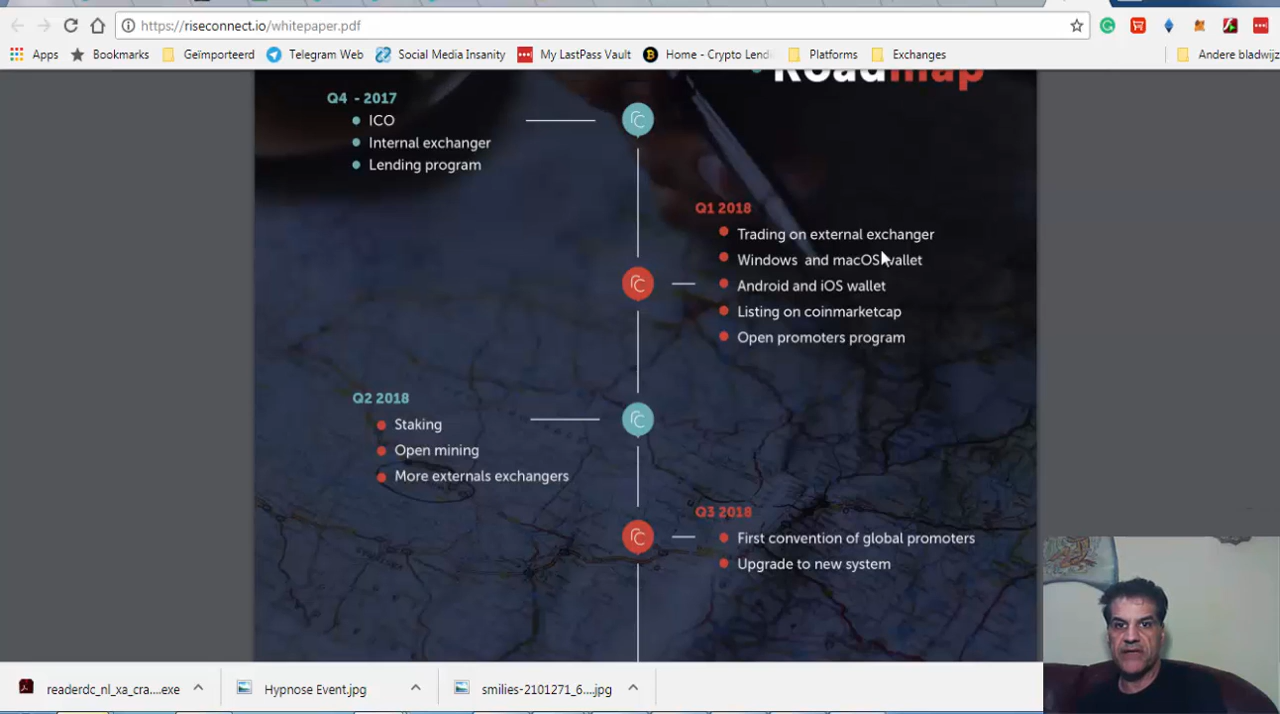 https://riseconnect.io/whitepaper.pdf
Apps Bookmarks Geïmporteerd Telegram Web Social Media Insanity My LastPass Vault Home - Crypto Lendi Platforms Exchanges Andere bladwijz
Roadmap
Q4 - 2017
ICO
Internal exchanger
Lending program
Q1 2018
Trading on external exchanger
Windows and macOS wallet
Android and iOS wallet
Listing on coinmarketcap
Open promoters program
Q2 2018
Staking
Open mining
More externals exchangers
Q3 2018
First convention of global promoters
Upgrade to new system
readerdc_nl_xa_cra....exe Hypnose Event.jpg smilies-2101271_6....jpg